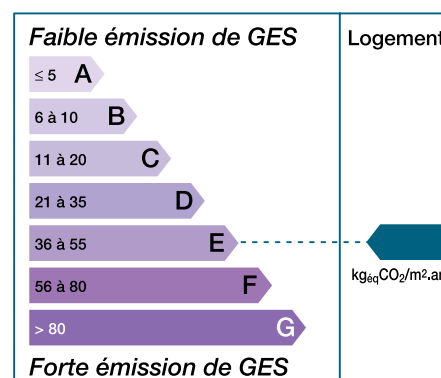 Faible émission de GES
Logement
≤ 5 A
6 à 10 B
11 à 20 C
21 à 35 D
36 à 55 E
kgéqCO2/m².an
56 à 80 F
> 80 G
Forte émission de GES